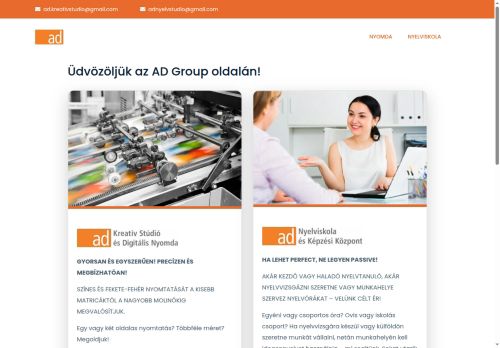 ad.kreativstudio@gmail.com adnyelvstudio@gmail.com
ad NYOMDA NYELVISKOLA
Üdvözöljük az AD Group oldalán!
ad Kreatív Stúdió
és Digitális Nyomda
GYORSAN ÉS EGYSZERŰEN! PRECÍZEN ÉS
MEGBÍZHATÓAN!
SZÍNES ÉS FEKETE-FEHÉR NYOMTATÁSÁT A KISEBB
MATRICÁKTÓL A NAGYOBB MOLINÓKIG
MEGVALÓSÍTJUK.
Egy vagy két oldalas nyomtatás? Többféle méret?
Megoldjuk!
ad Nyelviskola
és Képzési Központ
HA LEHET PERFECT, NE LEGYEN PASSIVE!
AKÁR KEZDŐ VAGY HALADÓ NYELVTANULÓ, AKÁR
NYELVVIZSGÁZNI SZERETNE VAGY MUNKAHELYE
SZERVEZ NYELVÓRÁKAT – VELÜNK CÉLT ÉR!
Egyéni vagy csoportos óra? Ovis vagy iskolás
csoport? Ha nyelvvizsgára készül vagy külföldön
szeretne munkát vállalni, netán munkahelyén kell